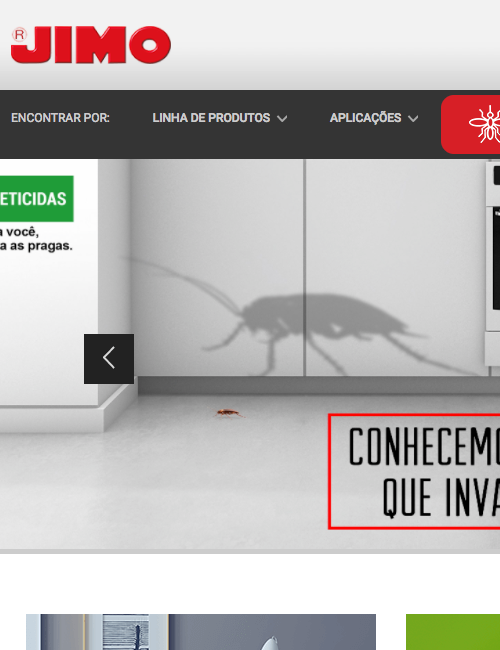 ® JIMO
ENCONTRAR POR: LINHA DE PRODUTOS APLICAÇÕES
ETICIDAS
você,
a as pragas.
CONHECEMO
QUE INVA